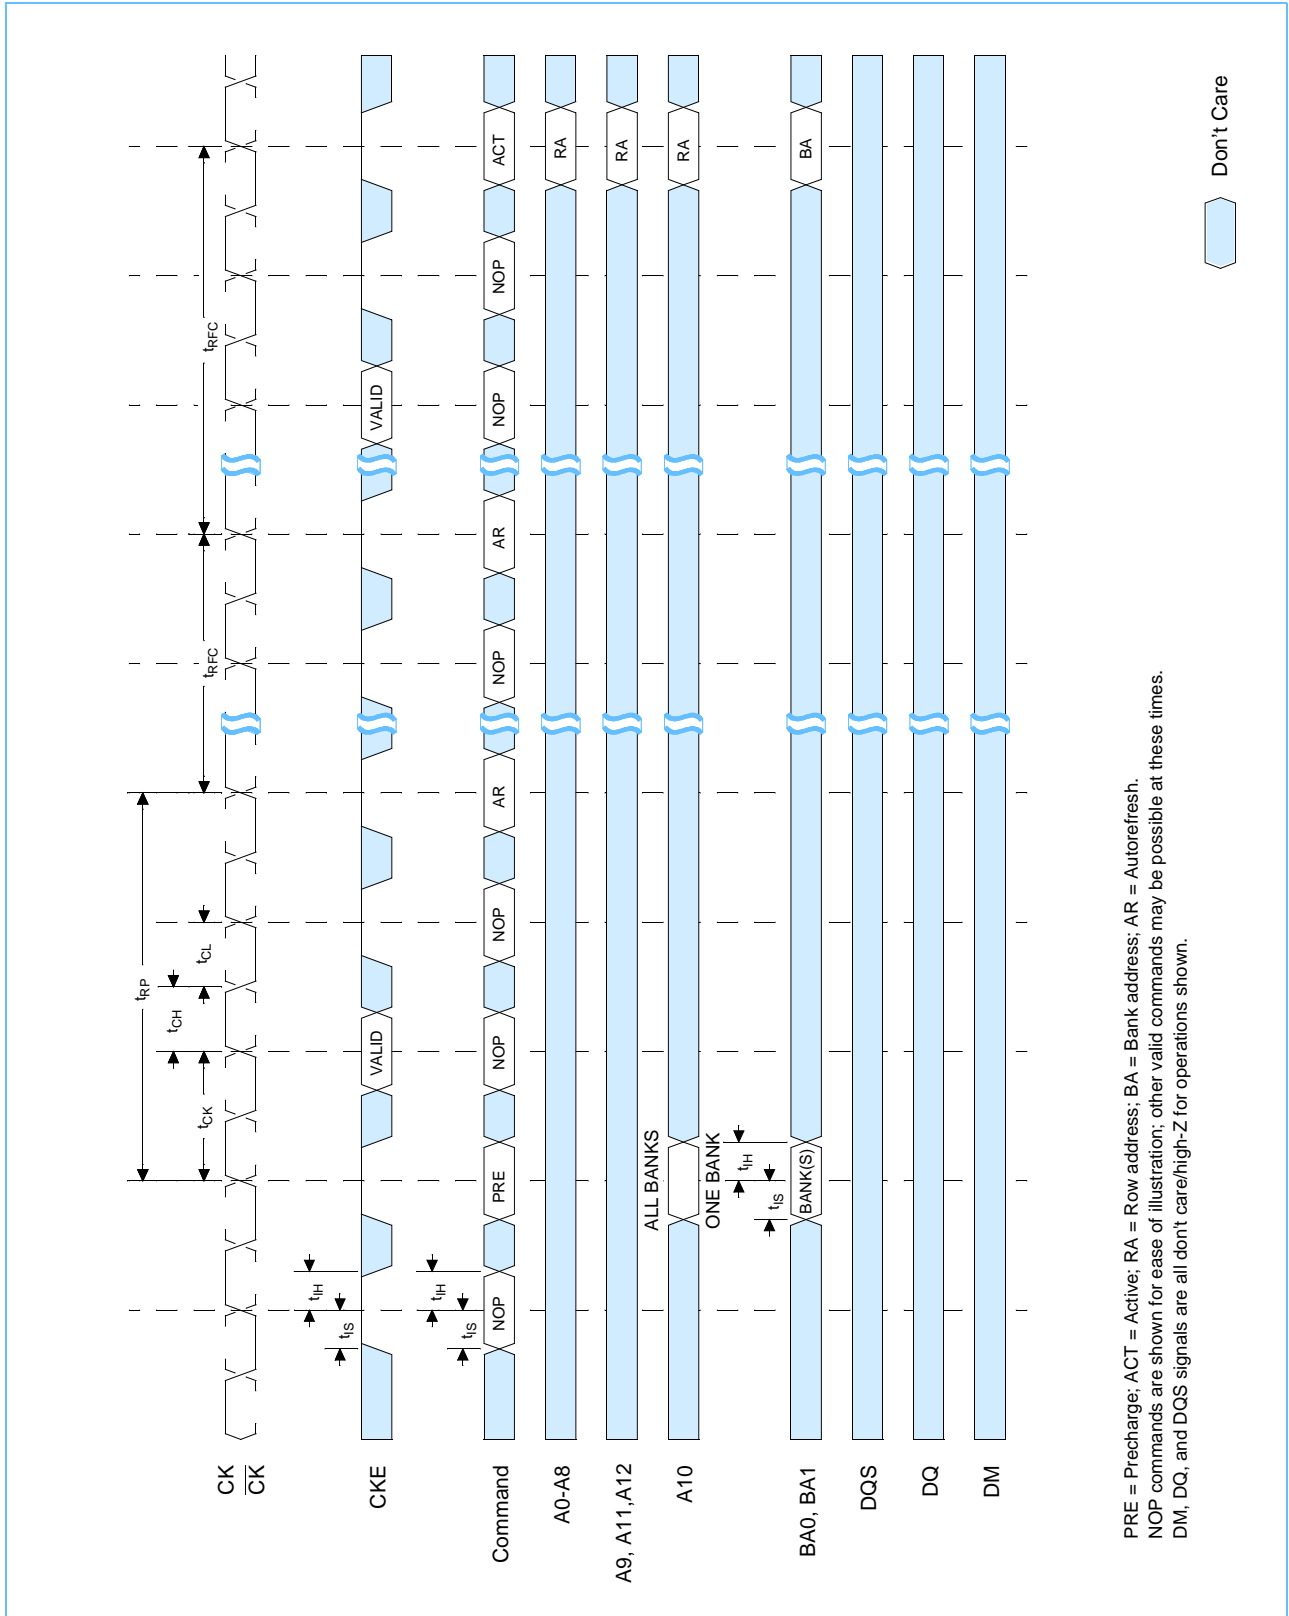 CK
CK
CKE
Command
A0-A8
A9, A11,A12
A10
BA0, BA1
DQS
DQ
DM
tRP
tCK
tCH
tCL
tRFC
tRFC
tIS
tIH
VALID
VALID
tIS
tIH
NOP
PRE
NOP
NOP
AR
NOP
AR
NOP
NOP
ACT
RA
RA
ALL BANKS
ONE BANK
RA
tIS
tIH
BANK(S)
BA
PRE = Precharge; ACT = Active; RA = Row address; BA = Bank address; AR = Autorefresh.
NOP commands are shown for ease of illustration; other valid commands may be possible at these times.
DM, DQ, and DQS signals are all don't care/high-Z for operations shown.
Don't Care